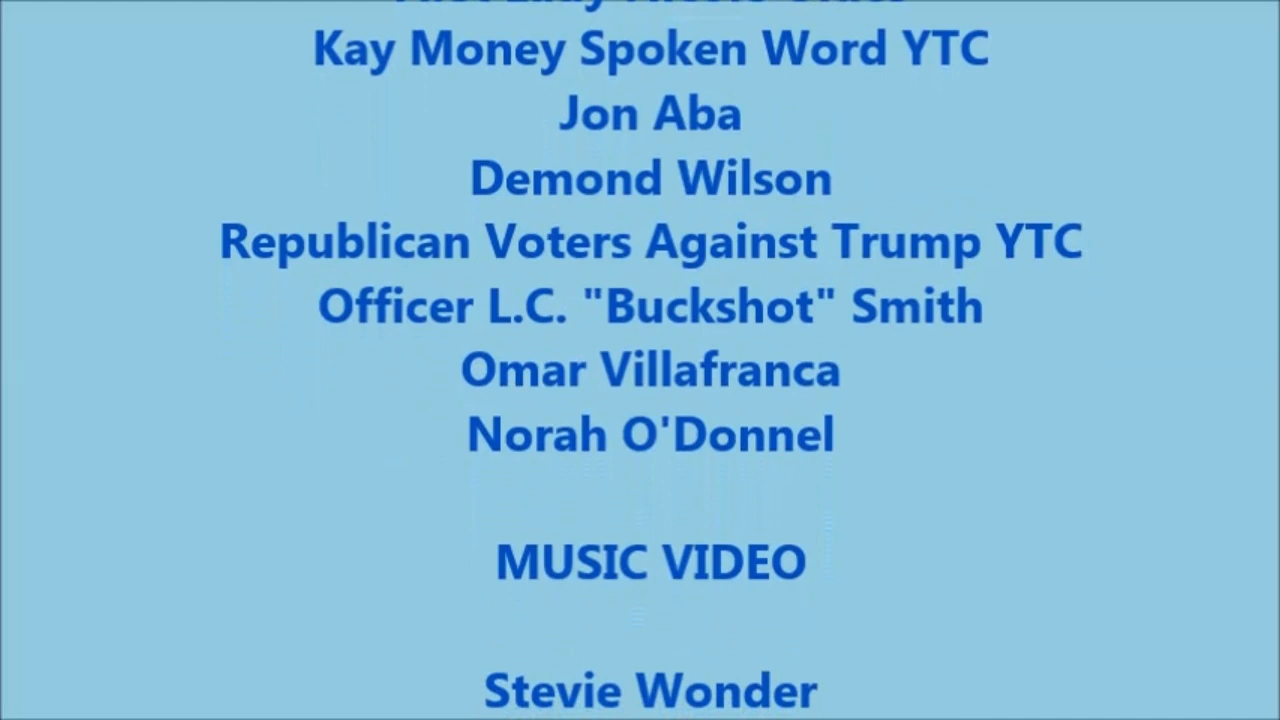 Kay Money Spoken Word YTC
Jon Aba
Demond Wilson
Republican Voters Against Trump YTC
Officer L.C. "Buckshot" Smith
Omar Villafranca
Norah O'Donnel
MUSIC VIDEO
Stevie Wonder